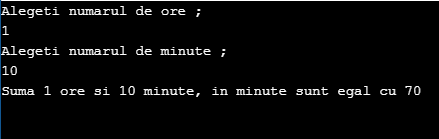 Alegeti numarul de ore ;
1
Alegeti numarul de minute ;
10
Suma 1 ore si 10 minute, in minute sunt egal cu 70